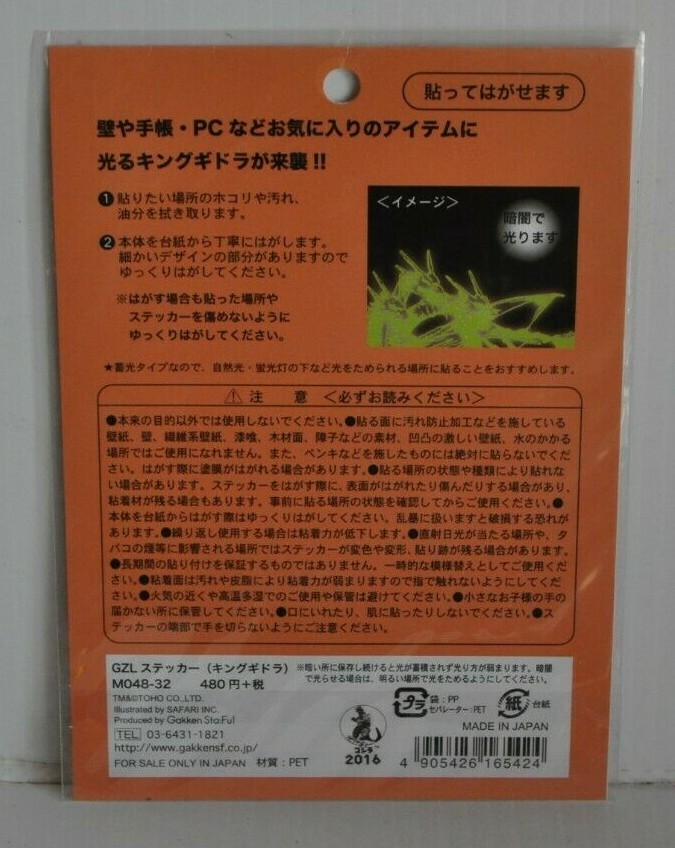 貼ってはがせます
壁や手帳・PCなどお気に入りのアイテムに
光るキングギドラが来襲!!
❶貼りたい場所のホコリや汚れ、
油分を拭き取ります。
❷本体を台紙から丁寧にはがします。
細かいデザインの部分がありますので
ゆっくりはがしてください。
※はがす場合も貼った場所や
ステッカーを傷めないように
ゆっくりはがしてください。
＜イメージ＞
暗闇で
光ります
★蓄光タイプなので、自然光・蛍光灯の下など光をためられる場所に貼ることをおすすめします。
⚠注　意　＜必ずお読みください＞
●本来の目的以外では使用しないでください。●貼る面に汚れ防止加工などを施している
壁紙、壁、繊維系壁紙、漆喰、木材面、障子などの素材、凹凸の激しい壁紙、水のかかる
場所ではご使用になれません。また、ペンキなどを施したものには絶対に貼らないでくだ
さい。はがす際に塗膜がはがれる場合があります。●貼る場所の状態や種類により貼れな
い場合があります。ステッカーをはがす際に、表面がはがれたり傷んだりする場合があり、
粘着材が残る場合もあります。事前に貼る場所の状態を確認してからご使用ください。●
本体を台紙からはがす際はゆっくりはがしてください。乱暴に扱いますと破損する恐れが
あります。●繰り返し使用する場合は粘着力が低下します。●直射日光が当たる場所や、タ
バコの煙等に影響される場所ではステッカーが変色や変形、貼り跡が残る場合があります。
●長期間の貼り付けを保証するものではありません。一時的な模様替えとしてご使用くだ
さい。●粘着面は汚れや皮脂により粘着力が弱まりますので指で触れないようにしてくだ
さい。●火気の近くや高温多湿でのご使用や保管は避けてください。●小さなお子様の手の
届かない所に保管してください。●口にいれたり、肌に貼ったりしないでください。●ス
テッカーの端部で手を切らないようにご注意ください。
GZL ステッカー（キングギドラ）
M048-32　480円+税
※暗い所に保存し続けると光が蓄積されず光り方が弱まります。暗闇
で光らせる場合は、明るい場所で光をためるようにしてください。
TM&©TOHO CO.,LTD.
Illustrated by SAFARI INC.
Produced by Gakken Sta:Ful
TEL 03-6431-1821
http://www.gakkensf.co.jp/
FOR SALE ONLY IN JAPAN　材質：PET
ゴジラ
2016
プラ
袋：PP
セパレーター：PET
紙 台紙
MADE IN JAPAN
4 905426 165424